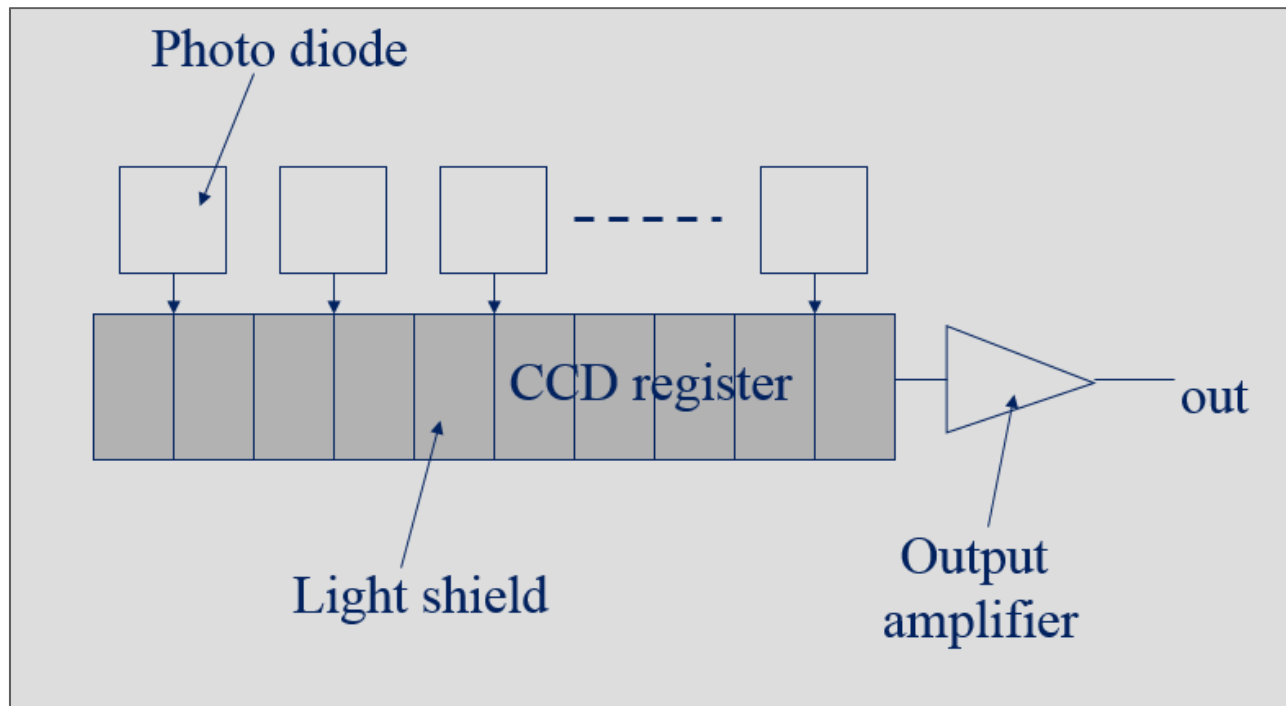 Photo diode
CCD register
out
Light shield
Output
amplifier